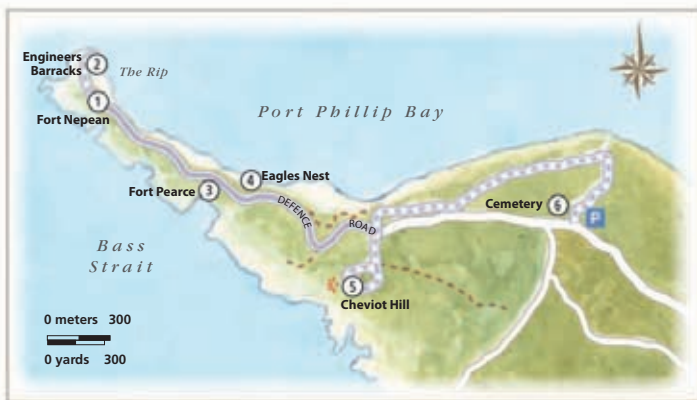 Engineers
Barracks
2
The Rip
1
Fort Nepean
Port Phillip Bay
4
Eagles Nest
Fort Pearce
3
DEFENCE
ROAD
Cemetery
6
P
Bass
Strait
5
Cheviot Hill
0 meters 300
0 yards 300